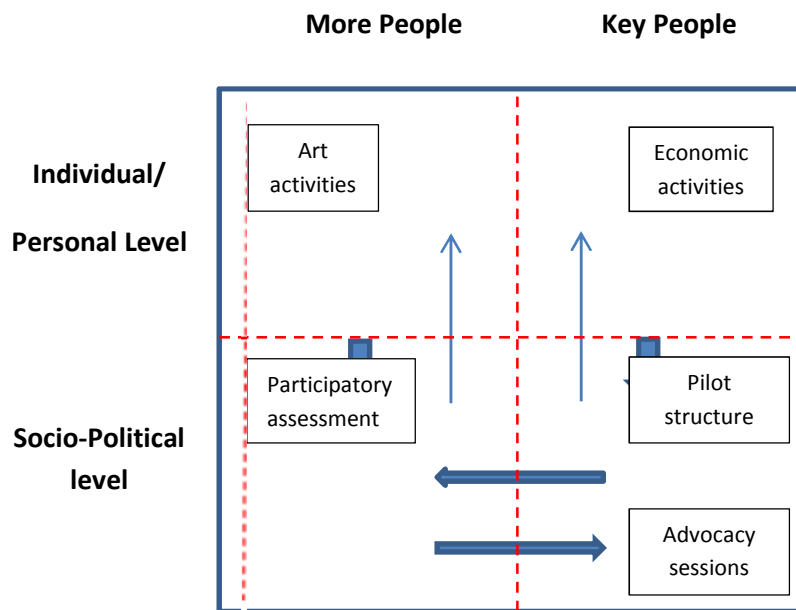 More People Key People
Individual/
Personal Level
Art
activities
Economic
activities
Socio-Political
level
Participatory
assessment
Pilot
structure
Advocacy
sessions